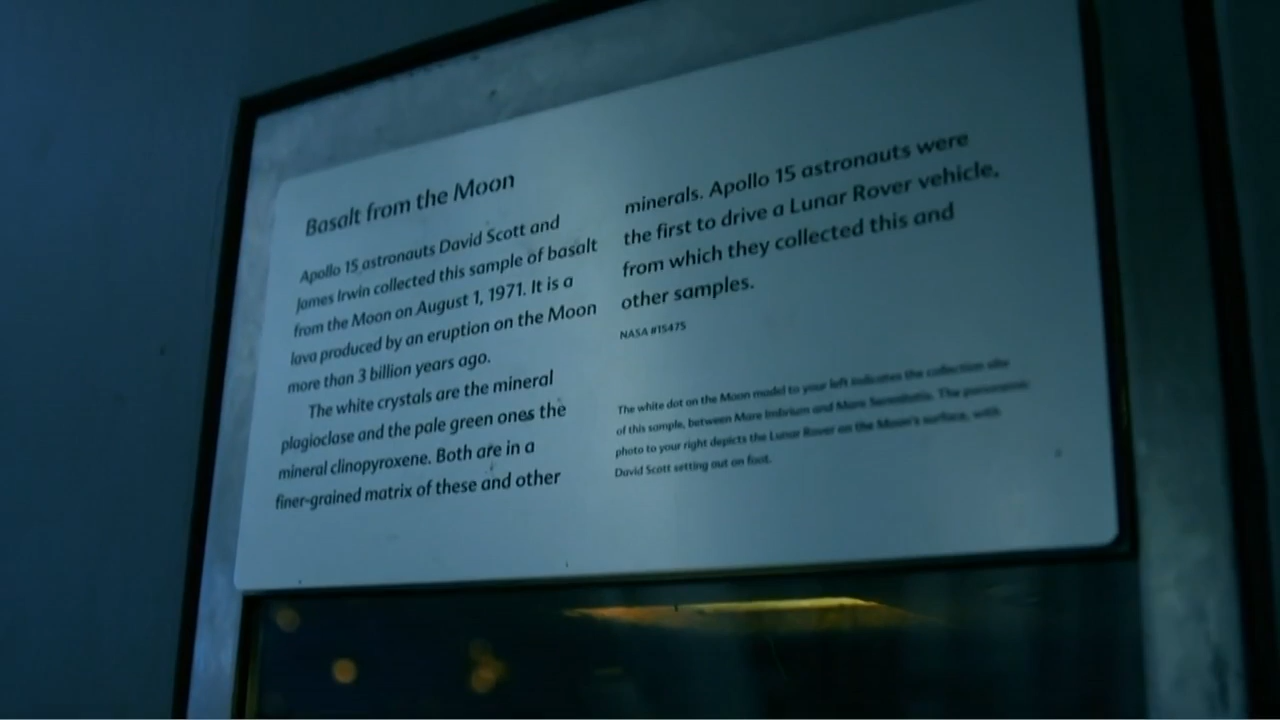 Basalt from the Moon
Apollo 15 astronauts David Scott and
James Irwin collected this sample of basalt
from the Moon on August 1, 1971. It is a
lava produced by an eruption on the Moon
more than 3 billion years ago.
The white crystals are the mineral
plagioclase and the pale green ones the
mineral clinopyroxene. Both are in a
finer-grained matrix of these and other
minerals. Apollo 15 astronauts were
the first to drive a Lunar Rover vehicle,
from which they collected this and
other samples.
NASA #15475
The white dot on the Moon model to your left indicates the collection site
of this sample, between Mare Imbrium and Mare Serenitatis. The panoramic
photo to your right depicts the Lunar Rover on the Moon's surface, with
David Scott setting out on foot.